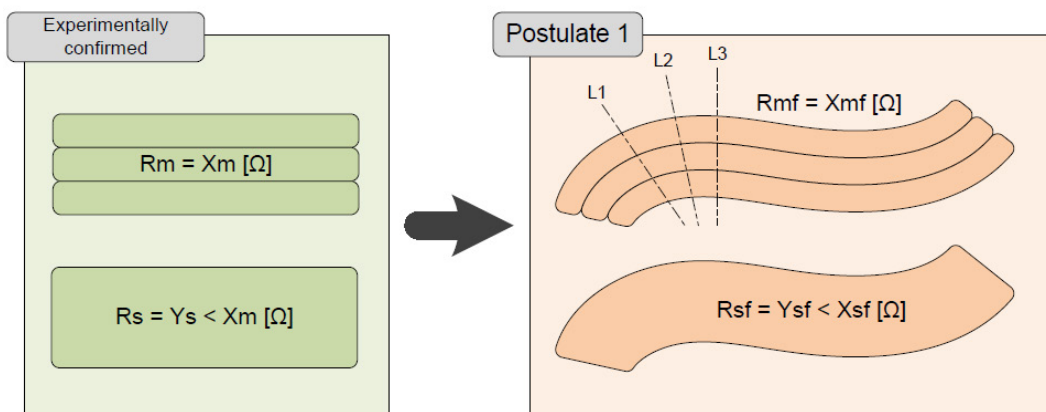 Experimentally
confirmed
Rm = Xm [Ω]
Rs = Ys < Xm [Ω]
Postulate 1
L1
L2
L3
Rmf = Xmf [Ω]
Rsf = Ysf < Xsf [Ω]